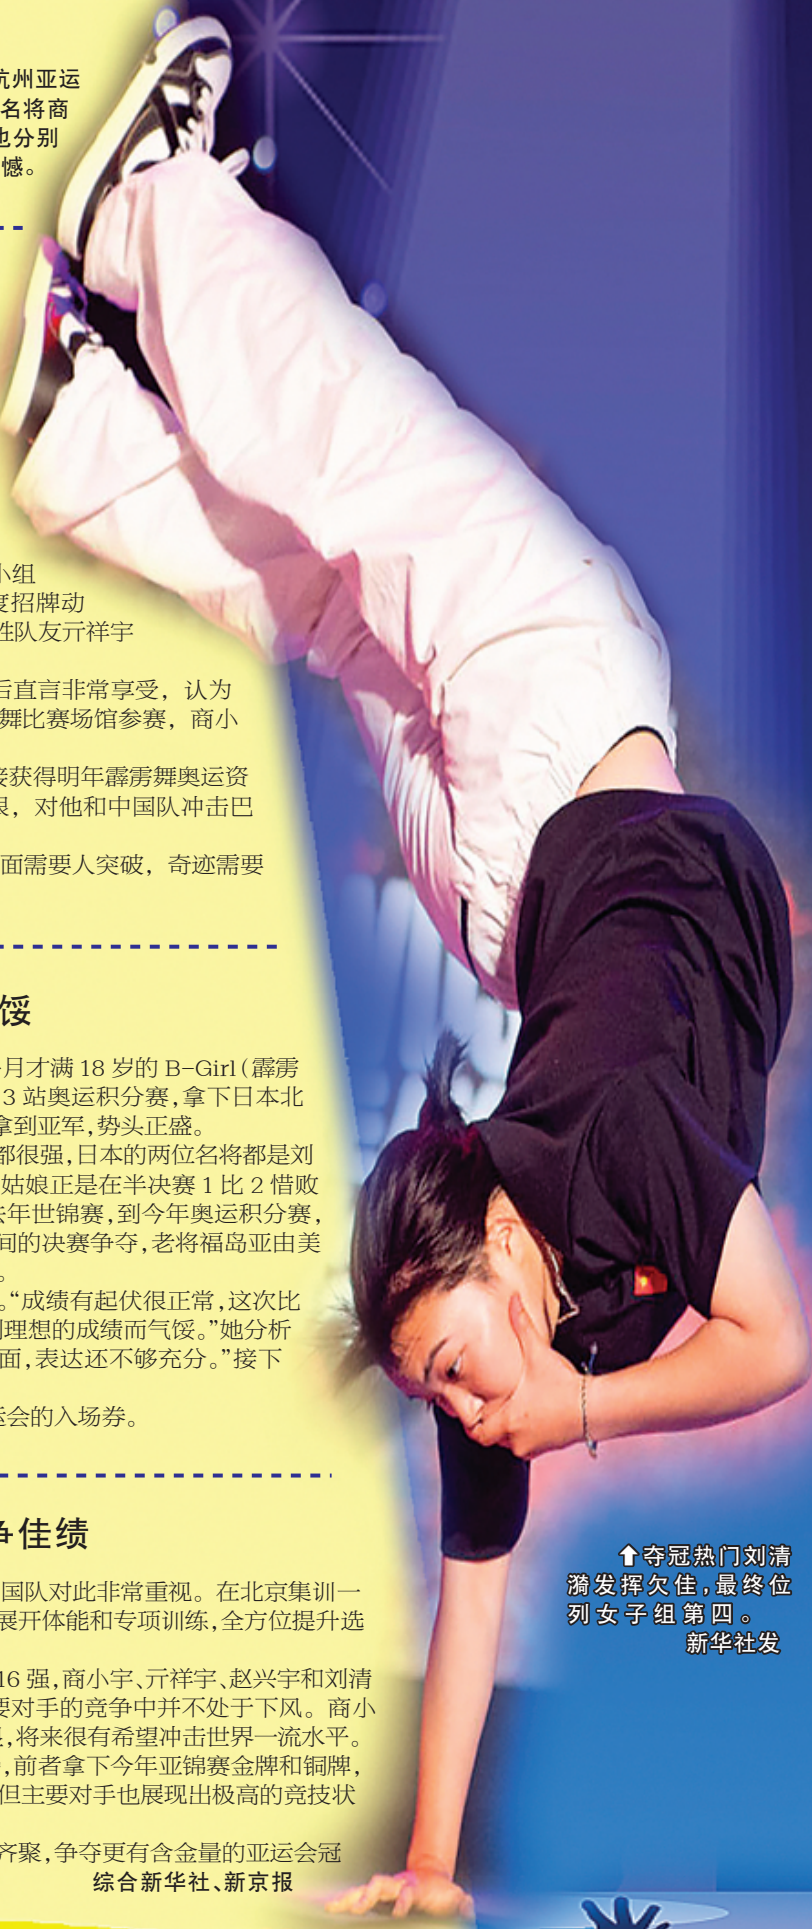 杭州亚运
名将商
也分别
憾。
小组
度招牌动
胜队友亓祥宇
后直言非常享受，认为
舞比赛场馆参赛，商小
接获得明年霹雳舞奥运资
限，对他和中国队冲击巴
面需要人突破，奇迹需要
馁
月才满 18 岁的 B-Girl（霹雳
3 站奥运积分赛，拿下日本北
拿到亚军，势头正盛。
都很强，日本的两位名将都是刘
姑娘正是在半决赛 1 比 2 惜败
去年世锦赛，到今年奥运积分赛，
间的决赛争夺，老将福岛亚由美
。
。“成绩有起伏很正常，这次比
到理想的成绩而气馁。”她分析
面，表达还不够充分。”接下
运会的入场券。
争佳绩
国队对此非常重视。在北京集训一
展开体能和专项训练，全方位提升选
16 强，商小宇、亓祥宇、赵兴宇和刘清
要对手的竞争中并不处于下风。商小
，将来很有希望冲击世界一流水平。
，前者拿下今年亚锦赛金牌和铜牌，
但主要对手也展现出极高的竞技状
齐聚，争夺更有含金量的亚运会冠
综合新华社、新京报
⬆夺冠热门刘清
漪发挥欠佳，最终位
列女子组第四。
新华社发